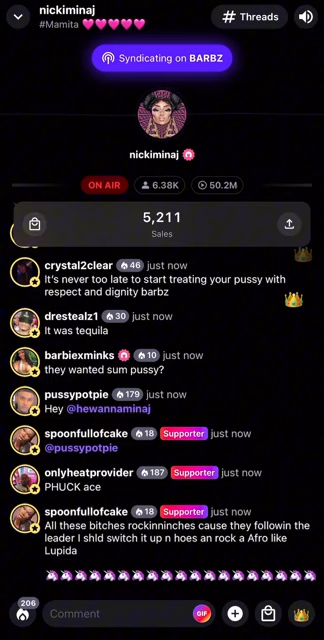 nickiminaj
#Mamita 💗💗💗💗💗
# Threads
Syndicating on BARBZ
nickiminaj
ON AIR
6.38K
50.2M
5,211
Sales
crystal2clear 46 just now
It's never too late to start treating your pussy with
respect and dignity barbz
drestealz1 30 just now
It was tequila
barbiexminks 10 just now
they wanted sum pussy?
pussypotpie 179 just now
Hey @hewannaminaj
spoonfullofcake 18 Supporter just now
@pussypotpie
onlyheatprovider 187 Supporter just now
PHUCK ace
spoonfullofcake 18 Supporter just now
All these bitches rockinninches cause they followin the
leader I shld switch it up n hoes an rock a Afro like
Lupida
🦄🦄🦄🦄🦄🦄🦄🦄🦄🦄🦄🦄🦄🦄🦄🦄🦄
206
Comment
GIF